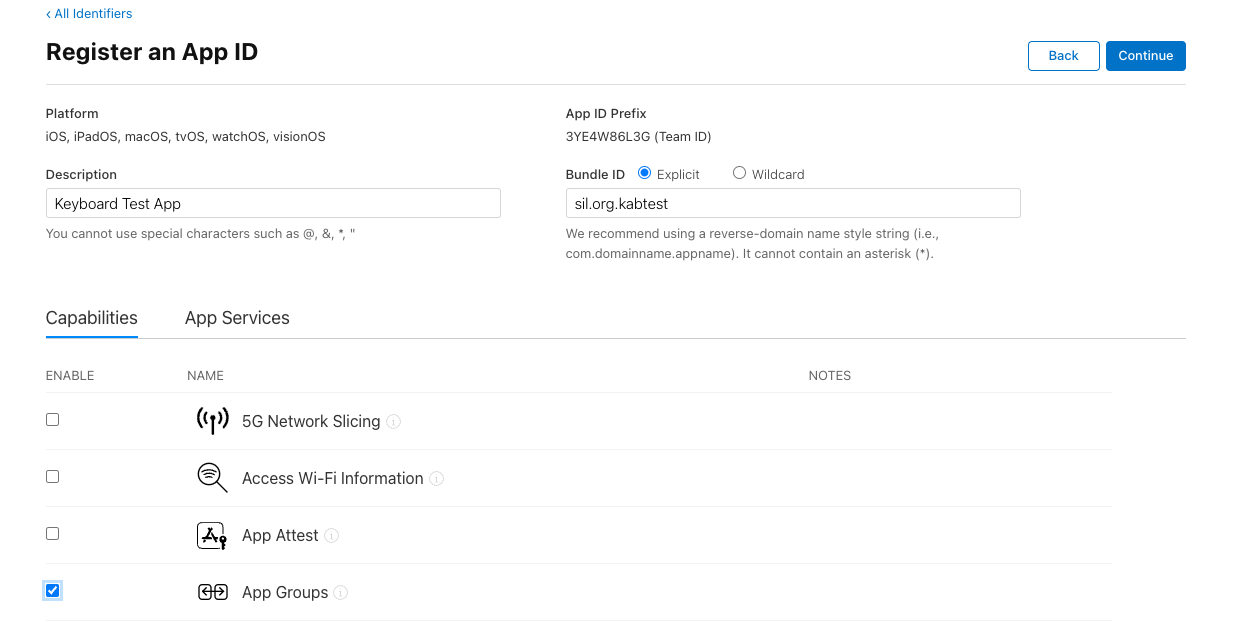 ‹ All Identifiers
Register an App ID
Back
Continue
Platform
iOS, iPadOS, macOS, tvOS, watchOS, visionOS
App ID Prefix
3YE4W86L3G (Team ID)
Description
Keyboard Test App
You cannot use special characters such as @, &, *, "
Bundle ID Explicit Wildcard
sil.org.kabtest
We recommend using a reverse-domain name style string (i.e.,
com.domainname.appname). It cannot contain an asterisk (*).
Capabilities App Services
ENABLE NAME NOTES
5G Network Slicing
Access Wi-Fi Information
App Attest
App Groups